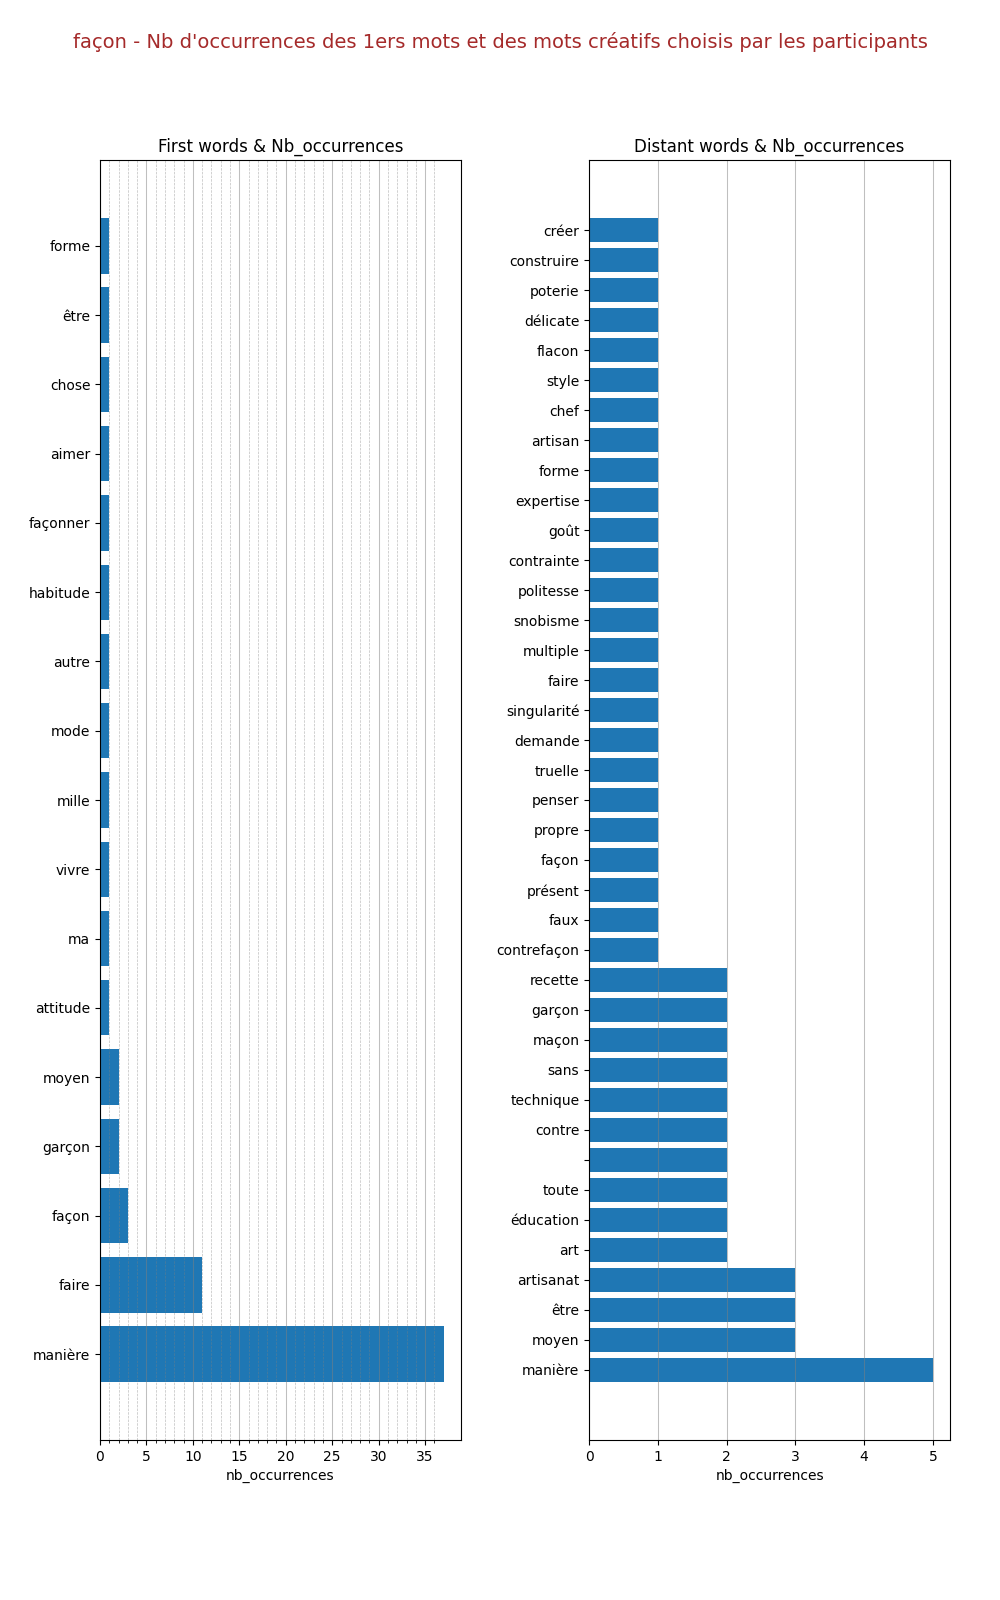 façon - Nb d'occurrences des 1ers mots et des mots créatifs choisis par les participants
First words & Nb_occurrences
forme
être
chose
aimer
façonner
habitude
autre
mode
mille
vivre
ma
attitude
moyen
garçon
façon
faire
manière
0 5 10 15 20 25 30 35
nb_occurrences
Distant words & Nb_occurrences
créer
construire
poterie
délicate
flacon
style
chef
artisan
forme
expertise
goût
contrainte
politesse
snobisme
multiple
faire
singularité
demande
truelle
penser
propre
façon
présent
faux
contrefaçon
recette
garçon
maçon
sans
technique
contre
toute
éducation
art
artisanat
être
moyen
manière
0 1 2 3 4 5
nb_occurrences